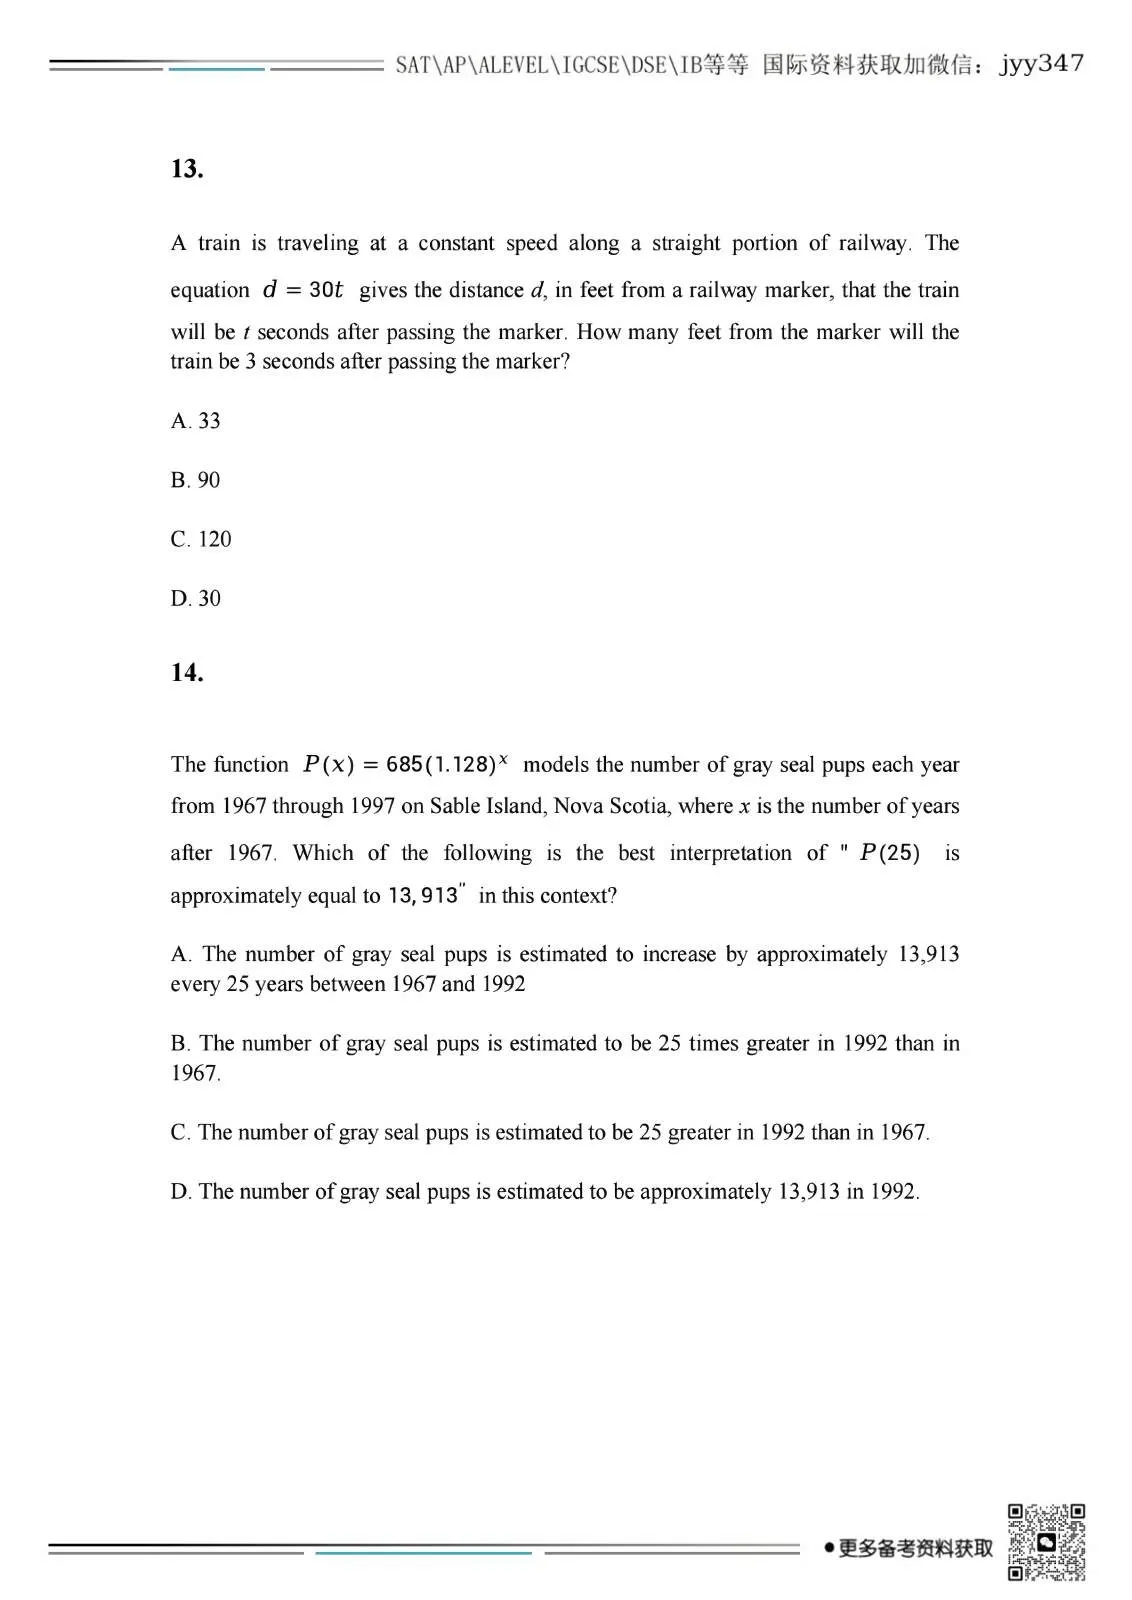 SAT\AP\ALEVEL\IGCSE\DSE\IB等等 国际资料获取加微信: jyy347
13.
A train is traveling at a constant speed along a straight portion of railway. The
equation d = 30t gives the distance d, in feet from a railway marker, that the train
will be t seconds after passing the marker. How many feet from the marker will the
train be 3 seconds after passing the marker?
A. 33
B. 90
C. 120
D. 30
14.
The function P(x) = 685(1.128)ˣ models the number of gray seal pups each year
from 1967 through 1997 on Sable Island, Nova Scotia, where x is the number of years
after 1967. Which of the following is the best interpretation of " P(25) is
approximately equal to 13,913" in this context?
A. The number of gray seal pups is estimated to increase by approximately 13,913
every 25 years between 1967 and 1992
B. The number of gray seal pups is estimated to be 25 times greater in 1992 than in
1967.
C. The number of gray seal pups is estimated to be 25 greater in 1992 than in 1967.
D. The number of gray seal pups is estimated to be approximately 13,913 in 1992.
●更多备考资料获取